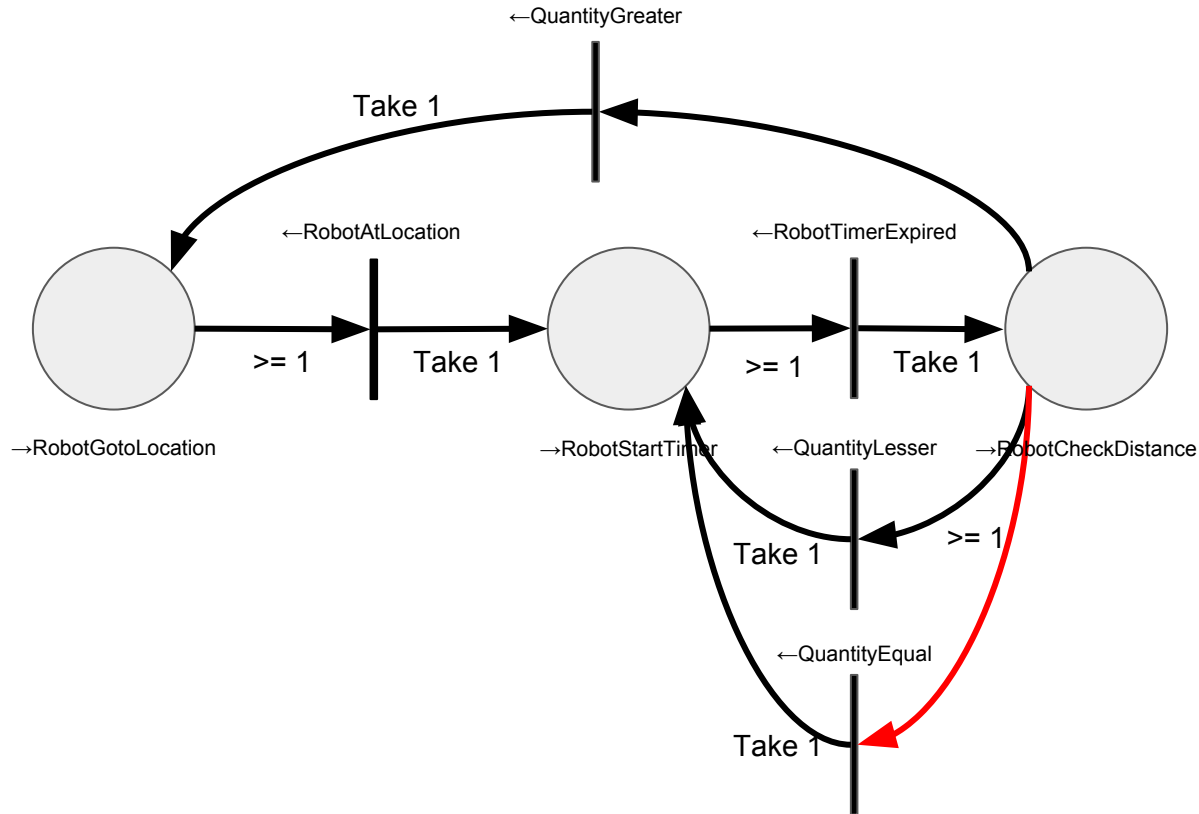 ←QuantityGreater
Take 1
←RobotAtLocation
←RobotTimerExpired
>= 1
Take 1
>= 1
Take 1
→RobotGotoLocation
→RobotStartTimer
←QuantityLesser
→RobotCheckDistance
Take 1
>= 1
←QuantityEqual
Take 1